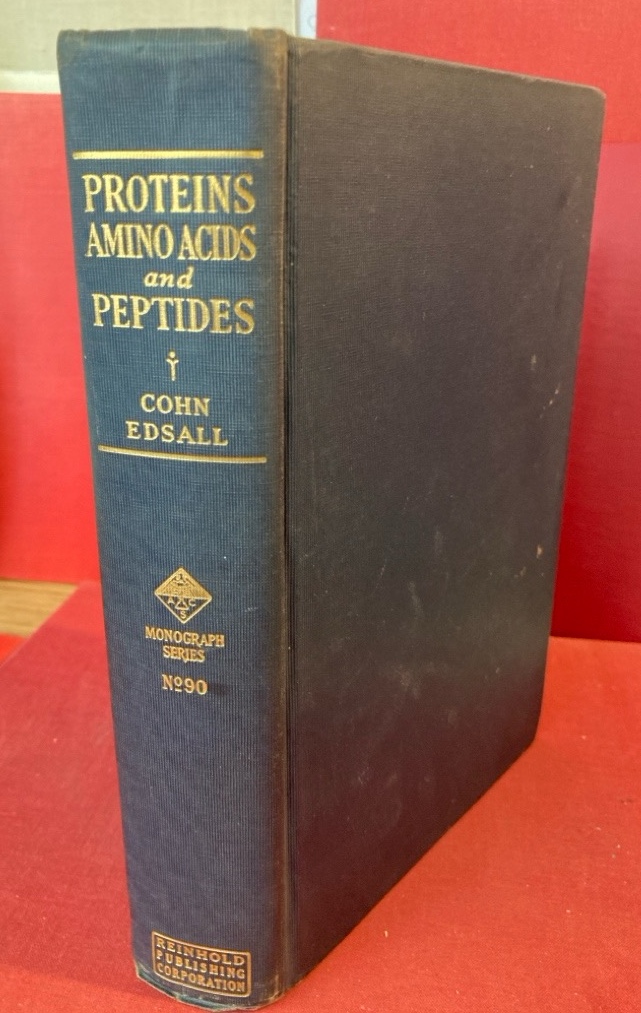 PROTEINS
AMINO ACIDS
and
PEPTIDES
COHN
EDSALL
A C
S
MONOGRAPH
SERIES
Nº90
REINHOLD
PUBLISHING
CORPORATION